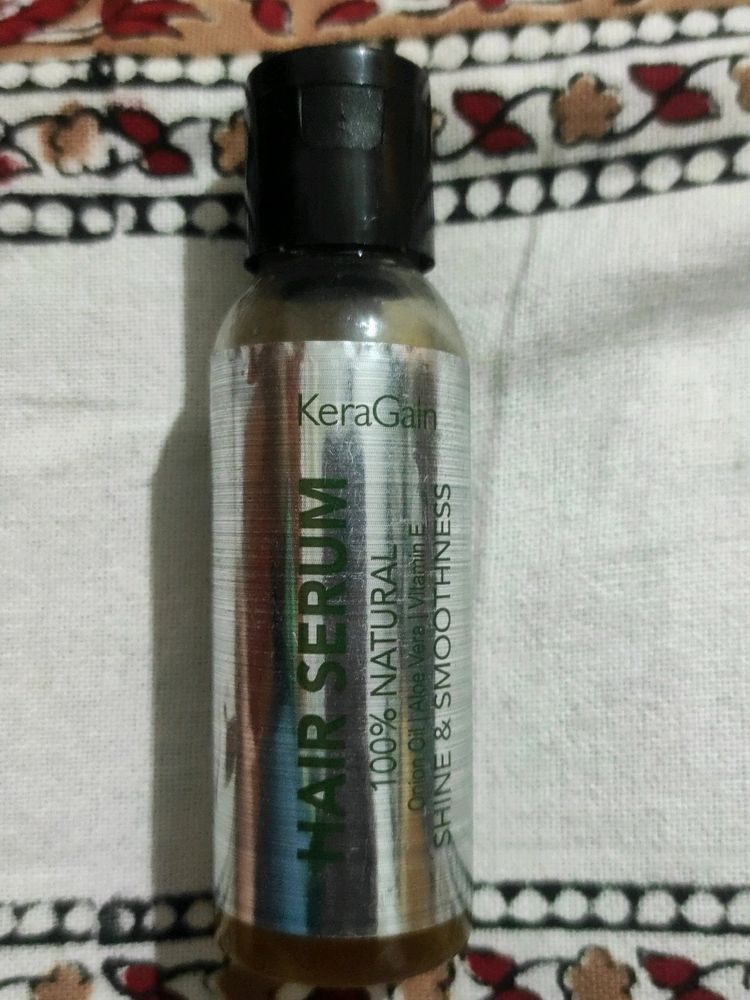 KeraGain
HAIR SERUM
100% NATURAL
Onion Oil | Aloe Vera | Vitamin E
SHINE & SMOOTHNESS